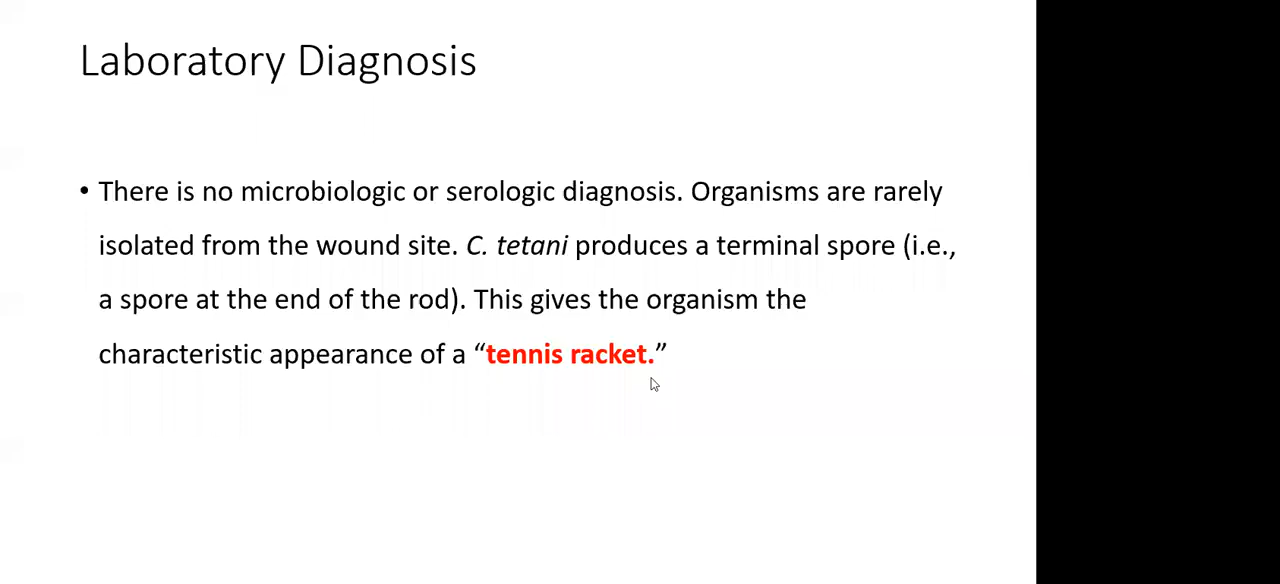 Laboratory Diagnosis
• There is no microbiologic or serologic diagnosis. Organisms are rarely
isolated from the wound site. C. tetani produces a terminal spore (i.e.,
a spore at the end of the rod). This gives the organism the
characteristic appearance of a “tennis racket.”